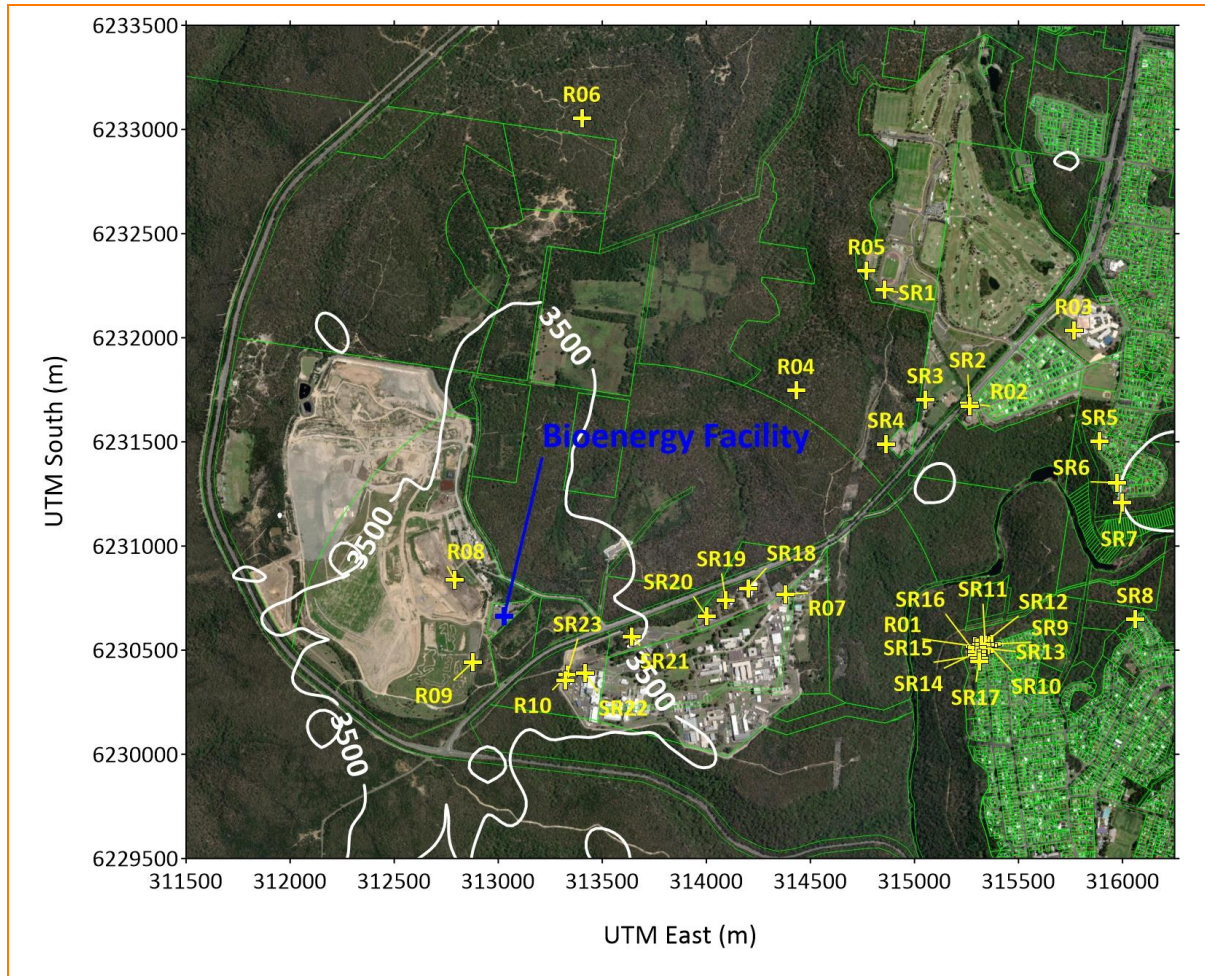 6233500
6233000
6232500
6232000
6231500
6231000
6230500
6230000
6229500
UTM South (m)
R06
R05
SR1
R03
3500
SR2
R04
SR3
R02
SR4
SR5
Bioenergy Facility
SR6
3500
SR7
R08
SR19
SR18
SR20
R07
SR11
SR16
SR12
SR8
R01
SR9
SR23
SR15
SR13
SR21
R09
3500
SR14
SR10
R10
SR22
SR17
3500
311500
312000
312500
313000
313500
314000
314500
315000
315500
316000
UTM East (m)